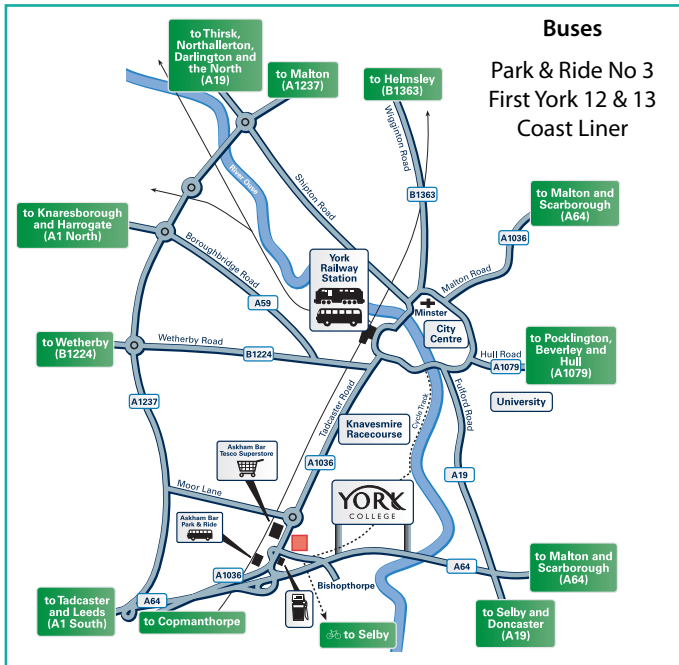 Buses
Park & Ride No 3
First York 12 & 13
Coast Liner
to Thirsk,
Northallerton,
Darlington and
the North
(A19)
to Malton
(A1237)
to Helmsley
(B1363)
Wigginton Road
River Ouse
Shipton Road
B1363
to Malton and
Scarborough
(A64)
A1036
Malton Road
to Knaresborough
and Harrogate
(A1 North)
Boroughbridge Road
A59
York
Railway
Station
Minster
City
Centre
to Wetherby
(B1224)
Wetherby Road
B1224
Hull Road
A1079
to Pocklington,
Beverley and
Hull
(A1079)
University
Fulford Road
A1237
Tadcaster Road
Cycle Track
Knavesmire
Racecourse
Askham Bar
Tesco Superstore
A1036
A19
Moor Lane
YORK
COLLEGE
Askham Bar
Park & Ride
A1036
A64
to Malton and
Scarborough
(A64)
Bishopthorpe
to Tadcaster
and Leeds
(A1 South)
A64
to Copmanthorpe
to Selby
to Selby and
Doncaster
(A19)